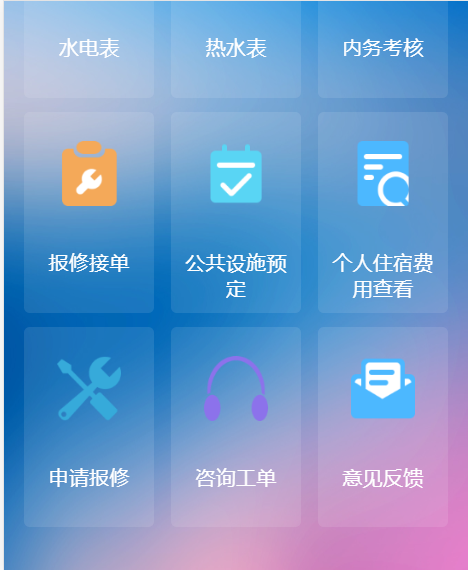 水电表
热水表
内务考核
报修接单
公共设施预
定
个人住宿费
用查看
申请报修
咨询工单
意见反馈